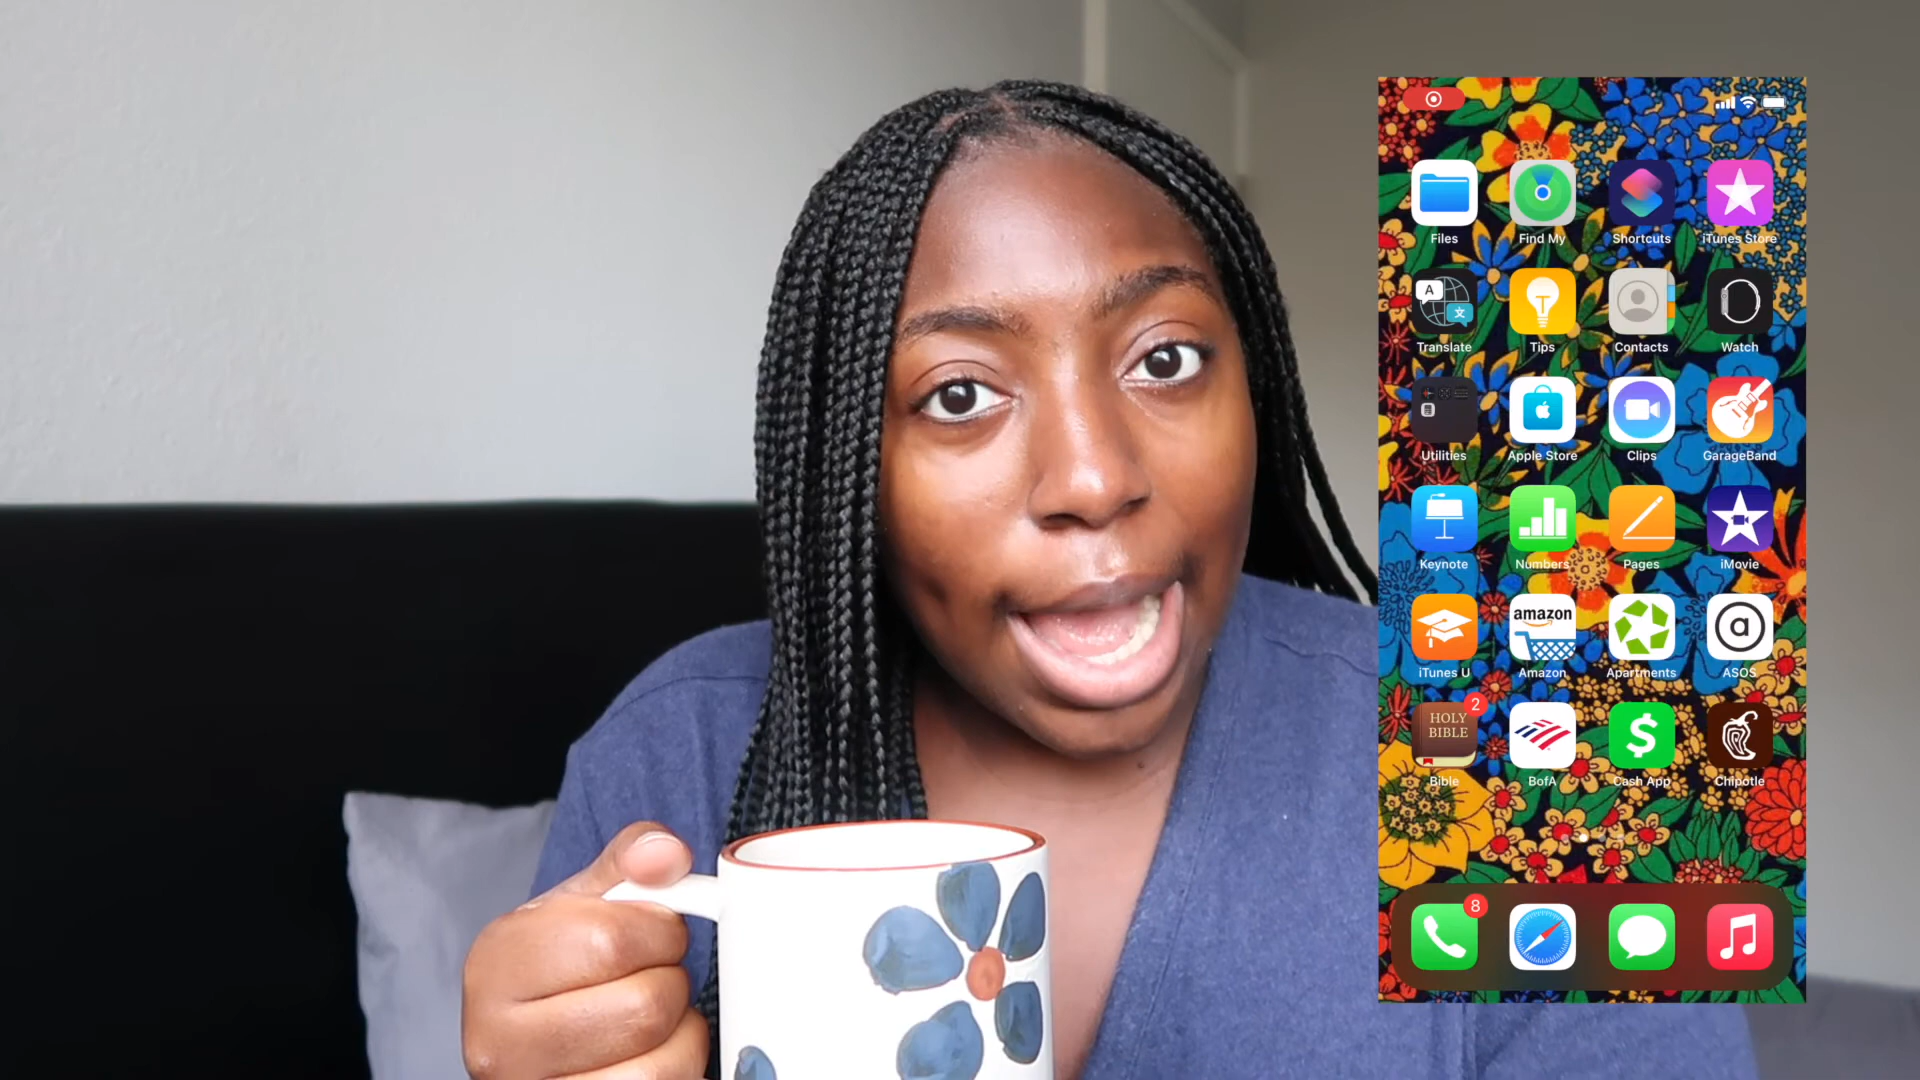 Files Find My Shortcuts iTunes Store
A 文
Translate Tips Contacts Watch
Utilities Apple Store Clips GarageBand
Keynote Numbers Pages iMovie
amazon
a
iTunes U Amazon Apartments ASOS
2
HOLY
BIBLE
$
Bible BofA Cash App Chipotle
8